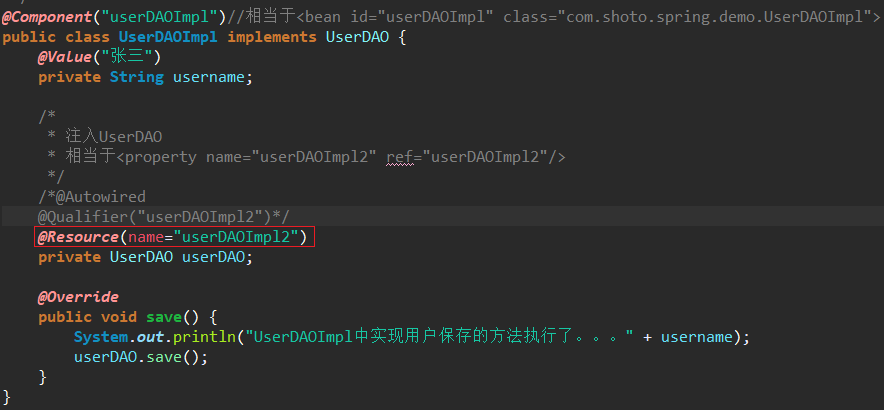 @Component("userDAOImpl")//相当于<bean id="userDAOImpl" class="com.shoto.spring.demo.UserDAOImpl">
public class UserDAOImpl implements UserDAO {
@Value("张三")
private String username;
/*
* 注入UserDAO
* 相当于<property name="userDAOImpl2" ref="userDAOImpl2"/>
*/
/*@Autowired
@Qualifier("userDAOImpl2")*/
@Resource(name="userDAOImpl2")
private UserDAO userDAO;
@Override
public void save() {
System.out.println("UserDAOImpl中实现用户保存的方法执行了。。。" + username);
userDAO.save();
}
}